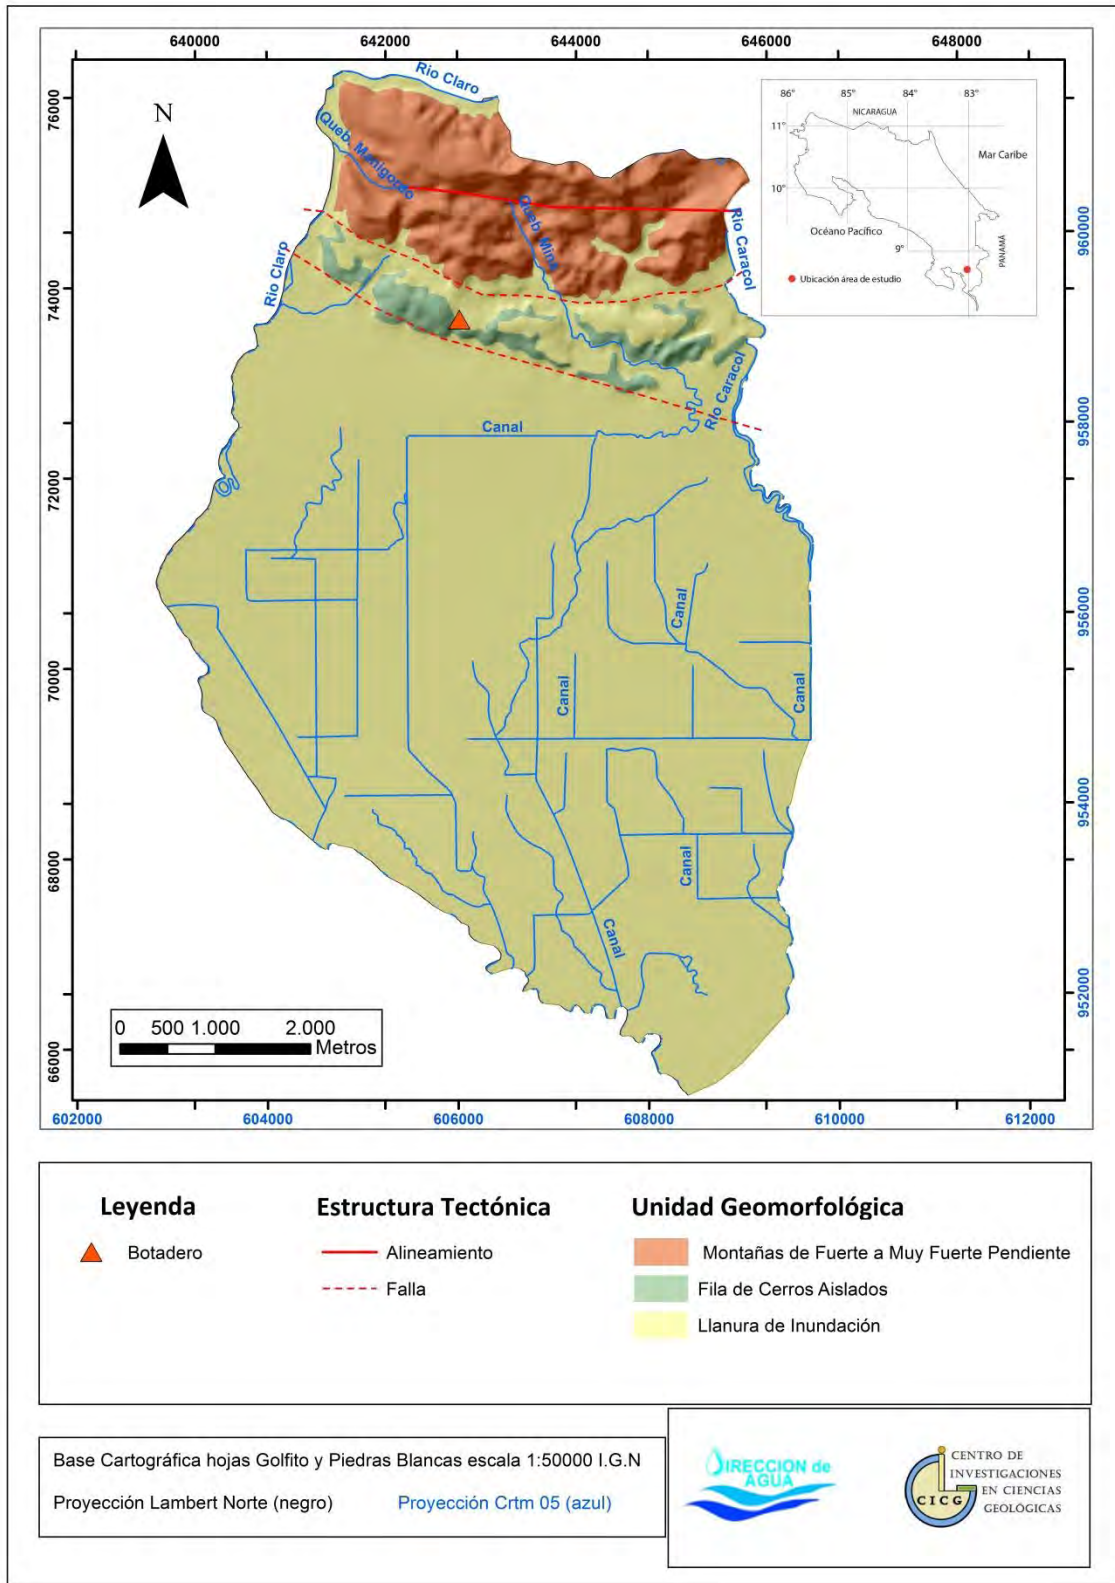 640000 642000 644000 646000 648000
Rio Claro
N
86° 85° 84° 83°
NICARAGUA
11°
Mar Caribe
10°
Océano Pacífico
9°
PANAMÁ
Ubicación área de estudio
Queb. Manigordo
Queb. Mina
Rio Caracol
Rio Claro
Rio Caracol
Canal
Canal
Canal
Canal
Canal
Canal
76000
74000
72000
70000
68000
66000
960000
958000
956000
954000
952000
0 500 1.000 2.000
Metros
602000 604000 606000 608000 610000 612000
Leyenda
Botadero
Estructura Tectónica
Alineamiento
Falla
Unidad Geomorfológica
Montañas de Fuerte a Muy Fuerte Pendiente
Fila de Cerros Aislados
Llanura de Inundación
Base Cartográfica hojas Golfito y Piedras Blancas escala 1:50000 I.G.N
Proyección Lambert Norte (negro) Proyección Crtm 05 (azul)
DIRECCION de
AGUA
CICG
CENTRO DE
INVESTIGACIONES
EN CIENCIAS
GEOLÓGICAS